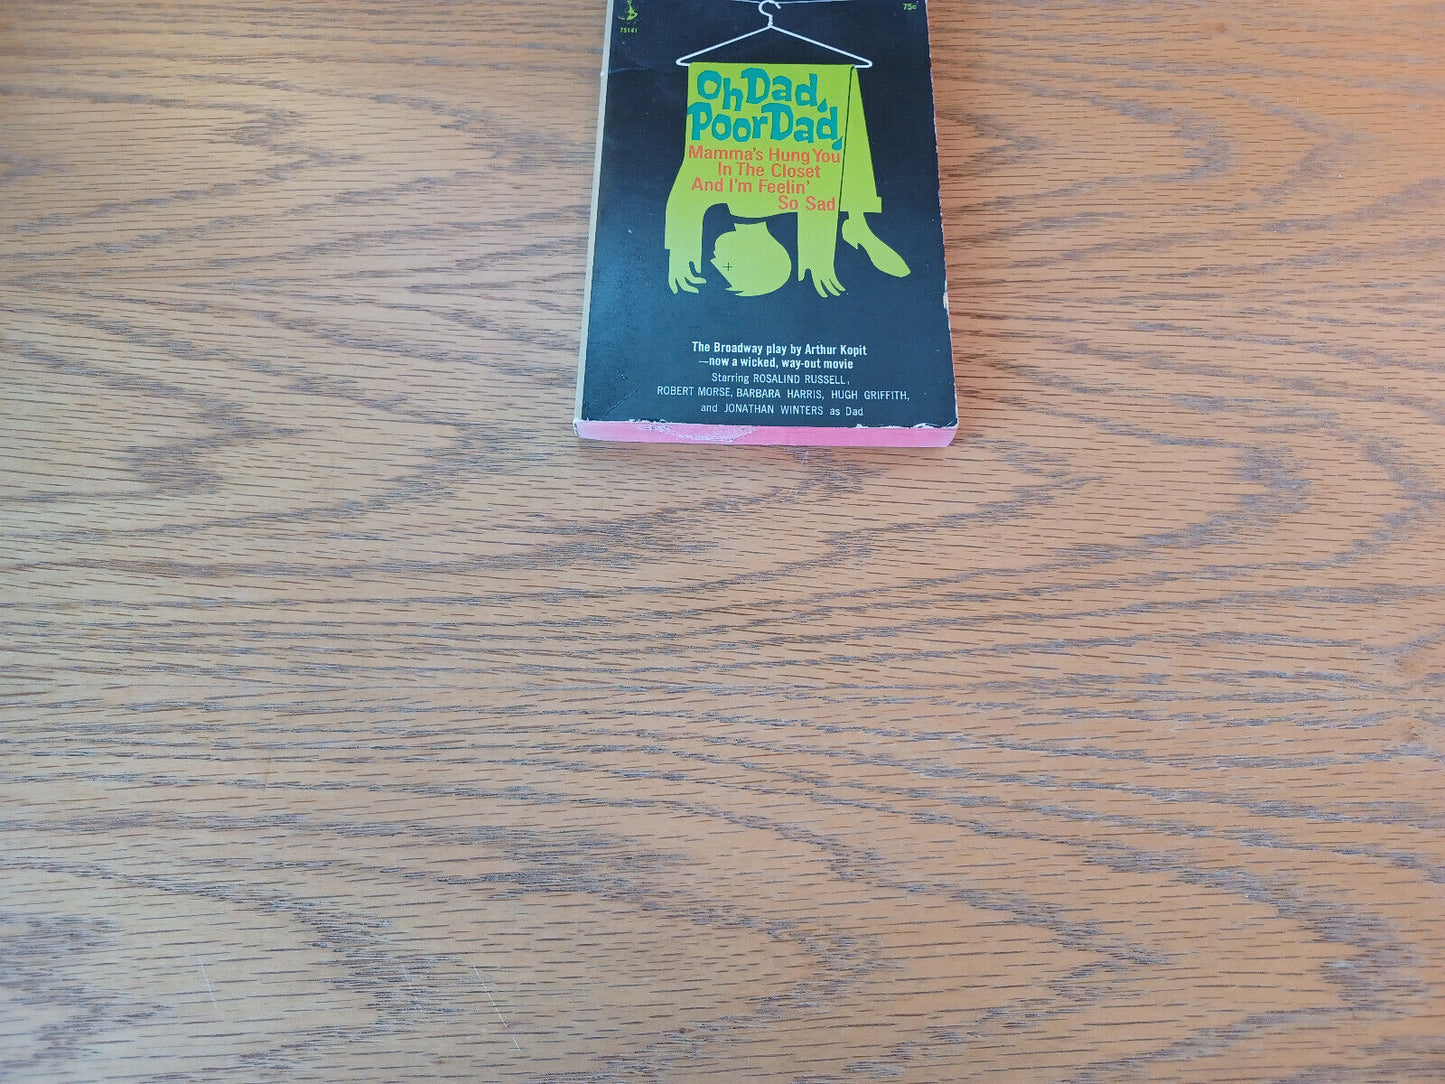 75141
75¢
Oh Dad,
Poor Dad,
Mamma's Hung You
In The Closet
And I'm Feelin'
So Sad
The Broadway play by Arthur Kopit
—now a wicked, way-out movie
Starring ROSALIND RUSSELL,
ROBERT MORSE, BARBARA HARRIS, HUGH GRIFFITH,
and JONATHAN WINTERS as Dad